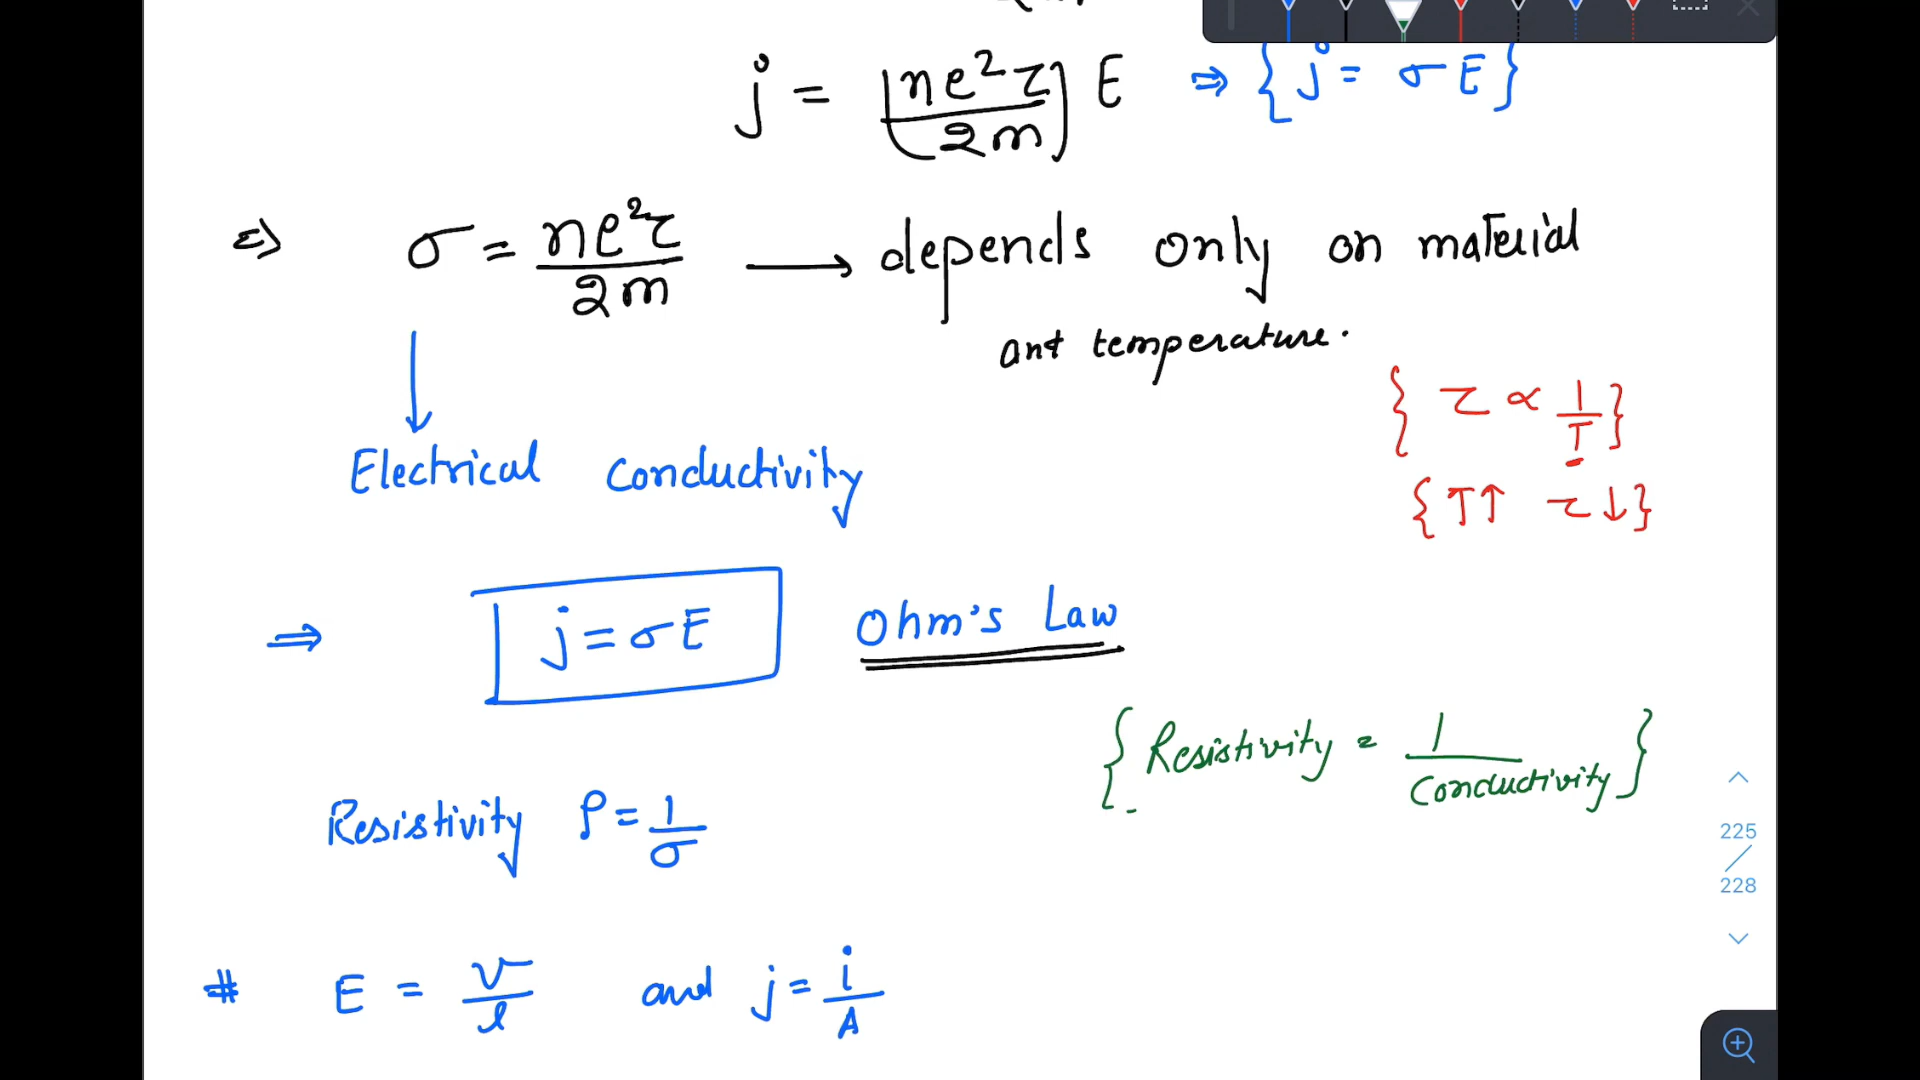 j = (ne²τ/2m) E ⇒ {j = σE}
⇒ σ = ne²τ/2m ⟶ depends only on material
and temperature.
{τ ∝ 1/T}
{T↑ τ↓}
↓
Electrical Conductivity
⇒ j = σE Ohm's Law
{Resistivity = 1/Conductivity}
Resistivity ρ = 1/σ
225
/
228
# E = V/l and j = i/A